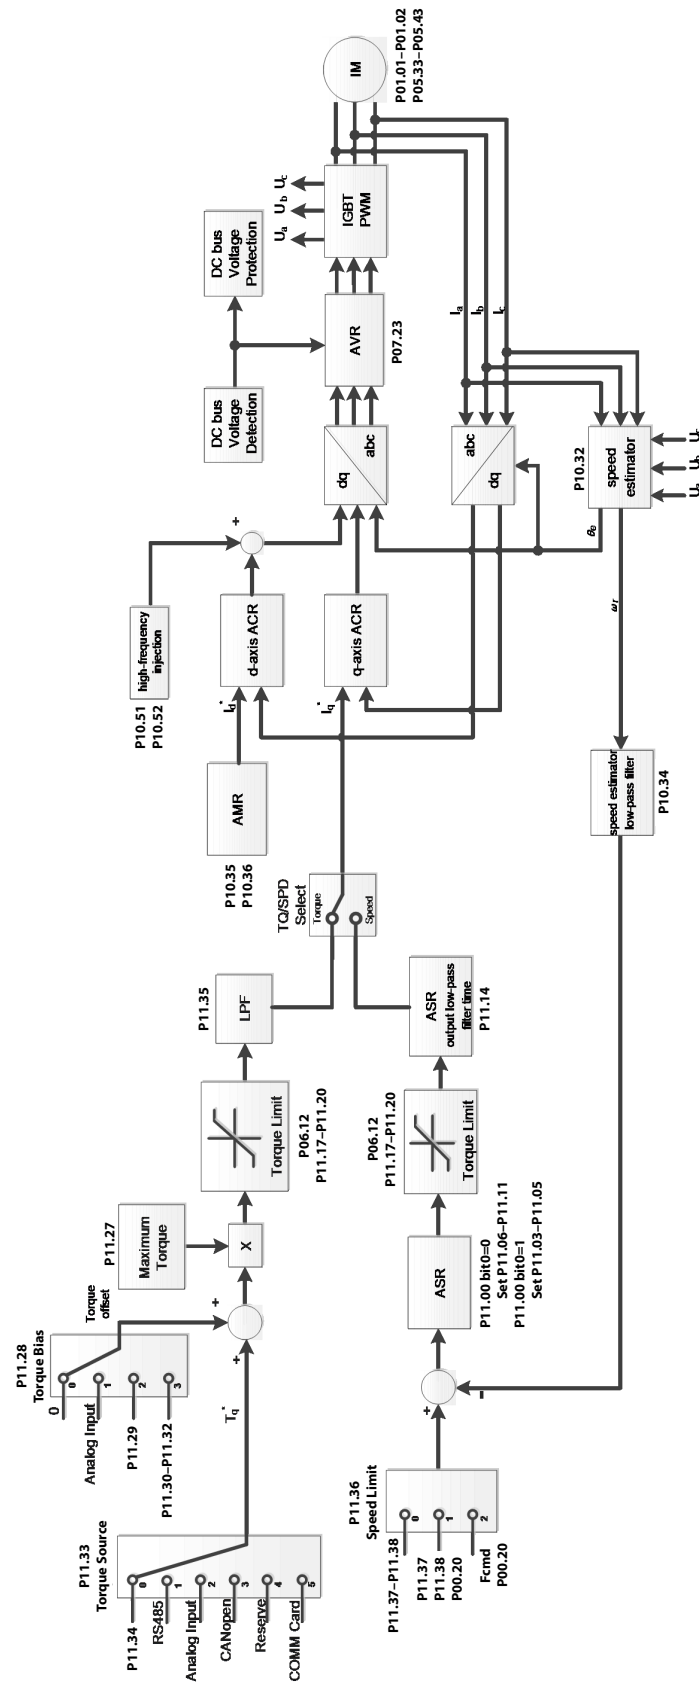 P11.33
Torque Source
P11.34
RS485
Analog Input
CANopen
Reserve
COMM Card
0
1
2
3
4
5
Tq*
+
P11.28
Torque Bias
0
Analog Input
P11.29
P11.30~P11.32
0
1
2
3
Torque
offset
+
P11.27
Maximum
Torque
X
Torque Limit
P06.12
P11.17~P11.20
P11.35
LPF
P11.36
Speed Limit
P11.37~P11.38
P11.37
P11.38
P00.20
Fcmd
P00.20
0
1
2
+
−
ASR
P11.00 bit0=0
Set P11.06~P11.11
P11.00 bit0=1
Set P11.03~P11.05
P06.12
P11.17~P11.20
Torque Limit
ASR
output low-pass
filter time
P11.14
TQ/SPD
Select
Torque
Speed
AMR
P10.35
P10.36
Id*
Iq*
P10.51
P10.52
high-frequency
injection
+
d-axis ACR
q-axis ACR
dq
abc
DC bus
Voltage
Detection
DC bus
Voltage
Protection
AVR
P07.23
IGBT
PWM
Ua
Ub
Uc
IM
P01.01~P01.02
P05.33~P05.43
Ia
Ib
Ic
abc
dq
P10.32
speed
estimator
θe
ωr
speed estimator
low-pass filter
P10.34